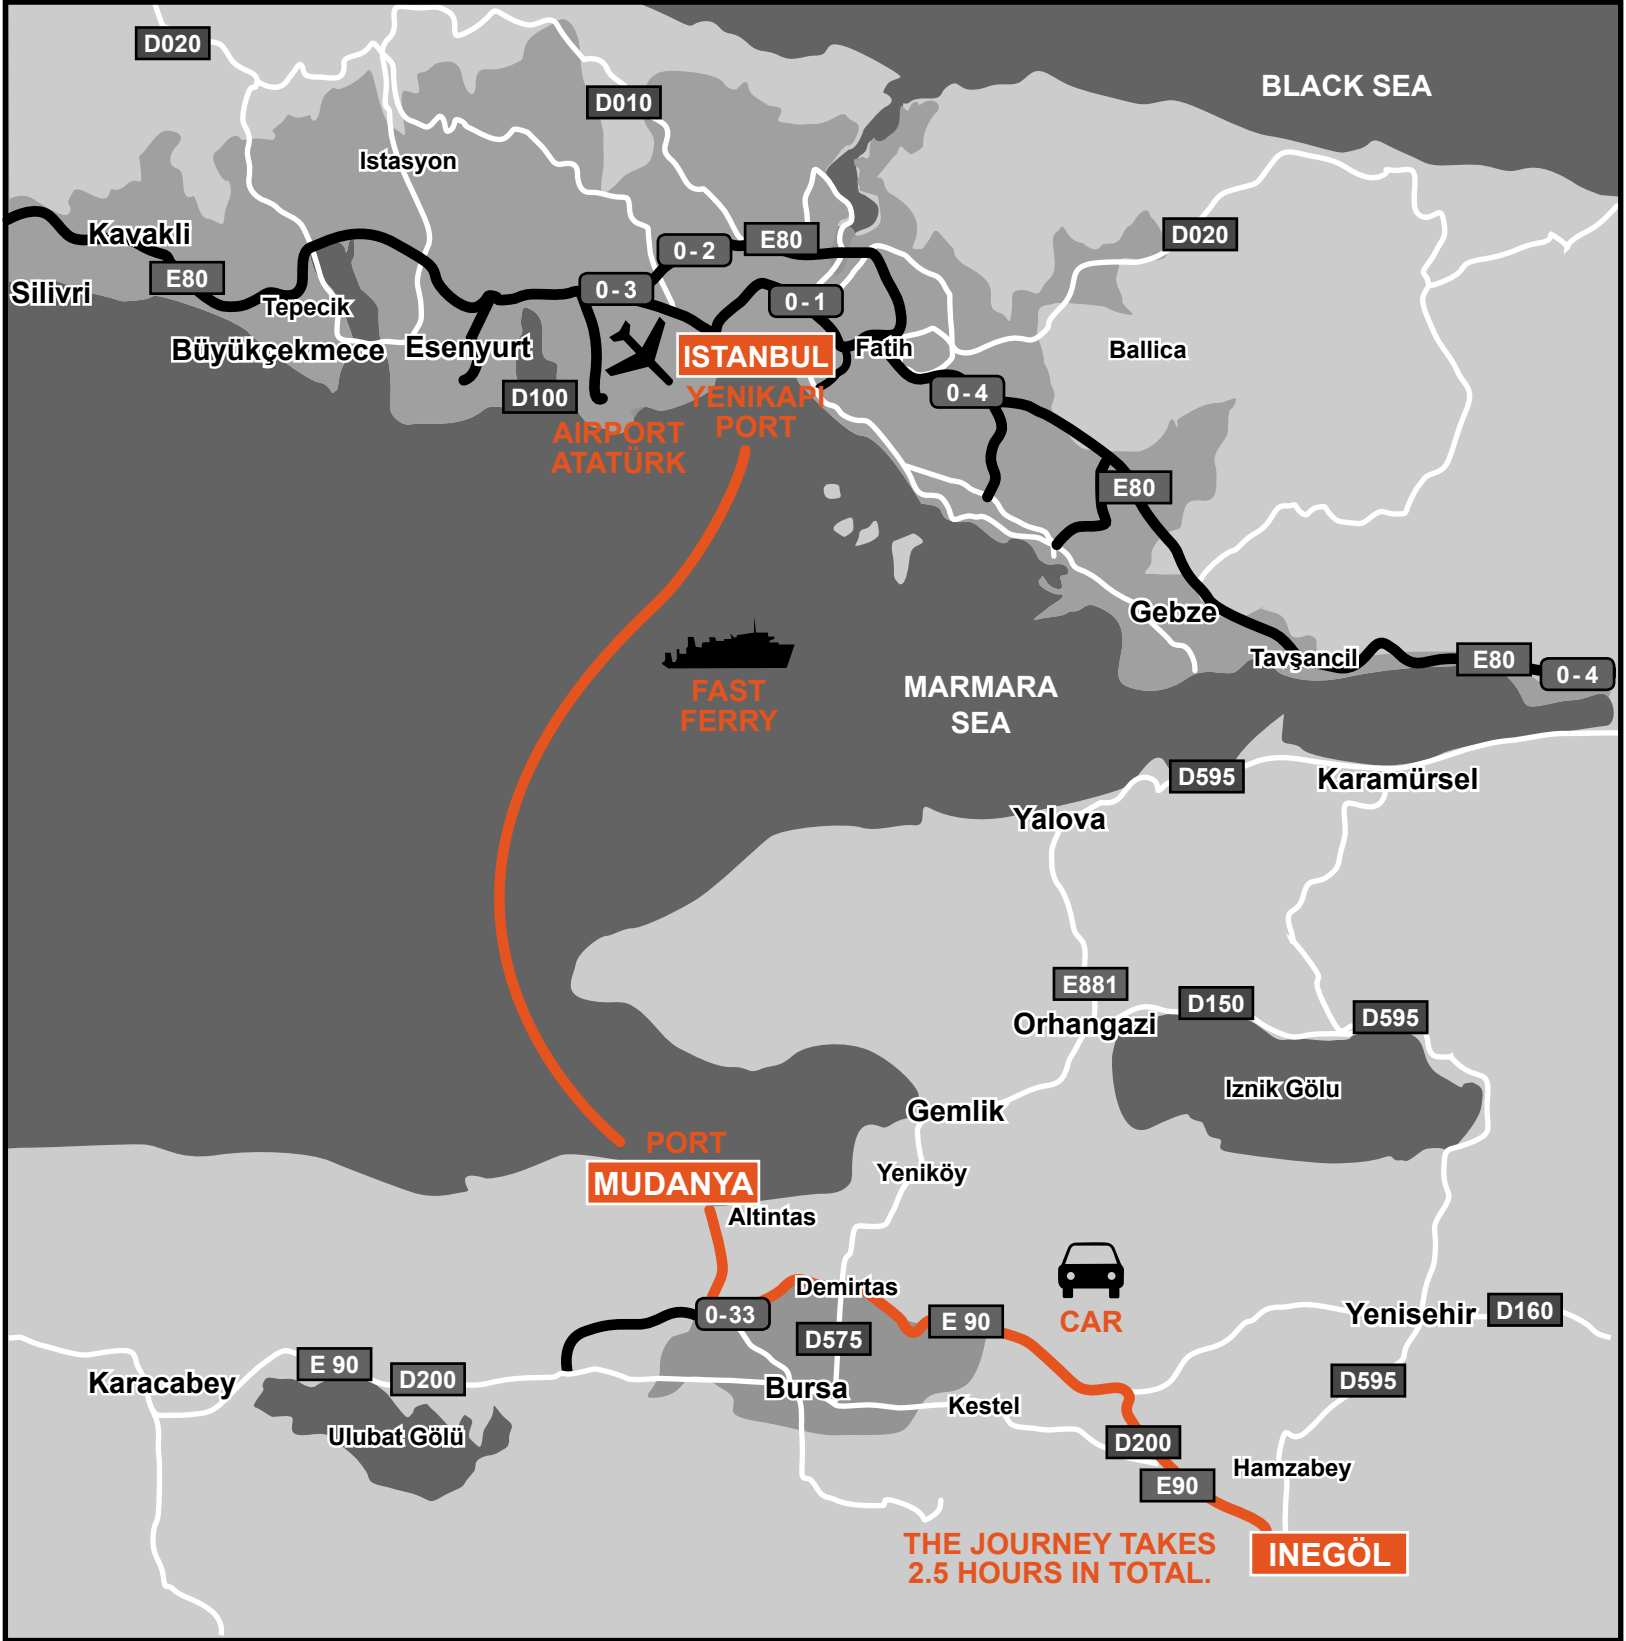 D020
BLACK SEA
D010
Istasyon
Kavakli
D020
0-2
E80
E80
Silivri
0-3
0-1
Tepecik
Büyükçekmece
Esenyurt
ISTANBUL
Fatih
Ballica
D100
YENIKAPI
PORT
0-4
AIRPORT
ATATÜRK
E80
Gebze
Tavşancil
E80
0-4
FAST
FERRY
MARMARA
SEA
D595
Karamürsel
Yalova
E881
D150
D595
Orhangazi
Iznik Gölu
Gemlik
PORT
MUDANYA
Yeniköy
Altintas
Demirtas
0-33
E 90
CAR
Yenisehir
D160
D575
E 90
D200
Karacabey
Bursa
D595
Kestel
Ulubat Gölü
D200
Hamzabey
E90
THE JOURNEY TAKES
2.5 HOURS IN TOTAL.
INEGÖL